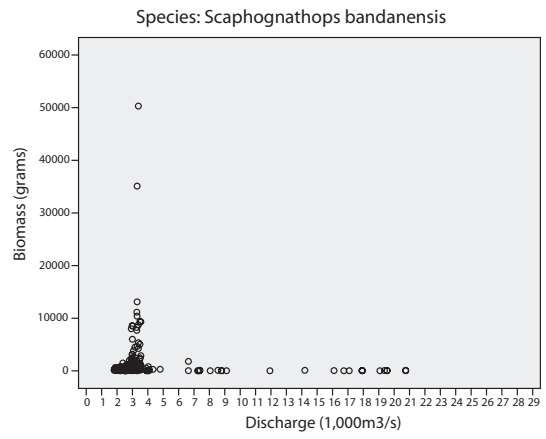 Species: Scaphognathops bandanensis
60000
50000
40000
30000
20000
10000
0
Biomass (grams)
0 1 2 3 4 5 6 7 8 9 10 11 12 13 14 15 16 17 18 19 20 21 22 23 24 25 26 27 28 29
Discharge (1,000m3/s)